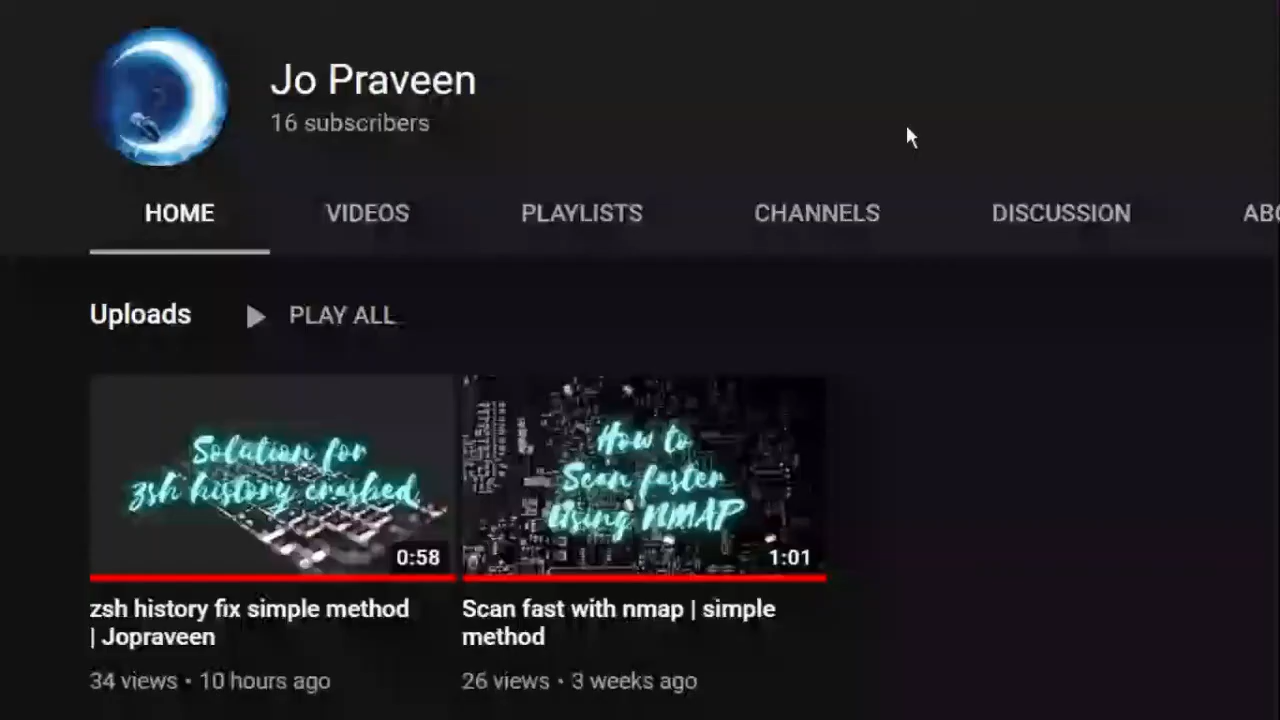 Jo Praveen
16 subscribers
HOME VIDEOS PLAYLISTS CHANNELS DISCUSSION
Uploads PLAY ALL
Solution for
zsh history crashed
0:58
How to
Scan faster
Using NMAP
1:01
zsh history fix simple method
| Jopraveen
34 views • 10 hours ago
Scan fast with nmap | simple
method
26 views • 3 weeks ago